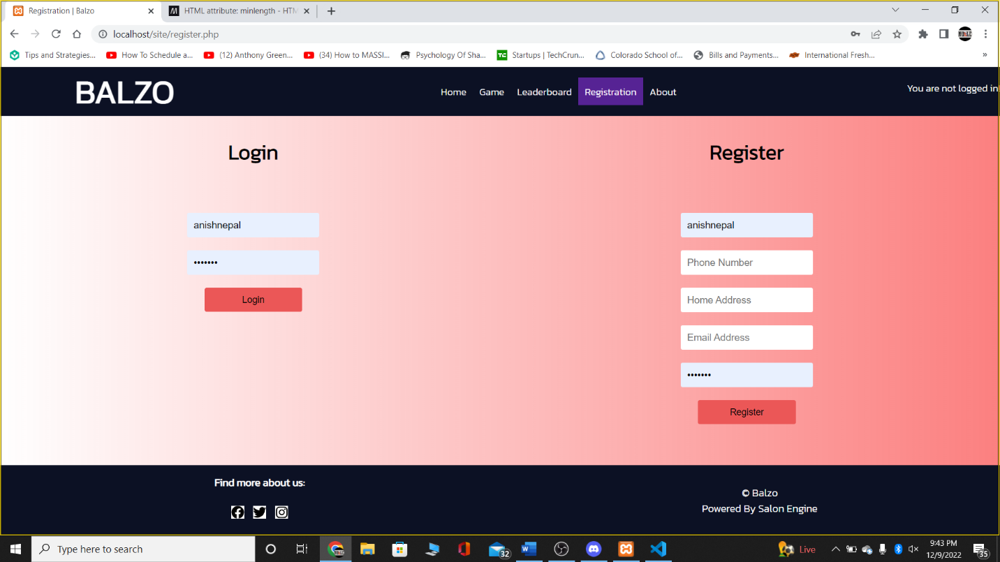 Registration | Balzo
HTML attribute: minlength - HTM
localhost/site/register.php
Tips and Strategies... How To Schedule a... (12) Anthony Green... (34) How to MASSI... Psychology Of Sha... TC Startups | TechCrun... Colorado School of... Bills and Payments... International Fresh... »
BALZO
Home Game Leaderboard Registration About
You are not logged in!
Login
anishnepal
•••••••
Login
Register
anishnepal
Phone Number
Home Address
Email Address
•••••••
Register
Find more about us:
© Balzo
Powered By Salon Engine
Type here to search
32
Live
9:43 PM
12/9/2022
35